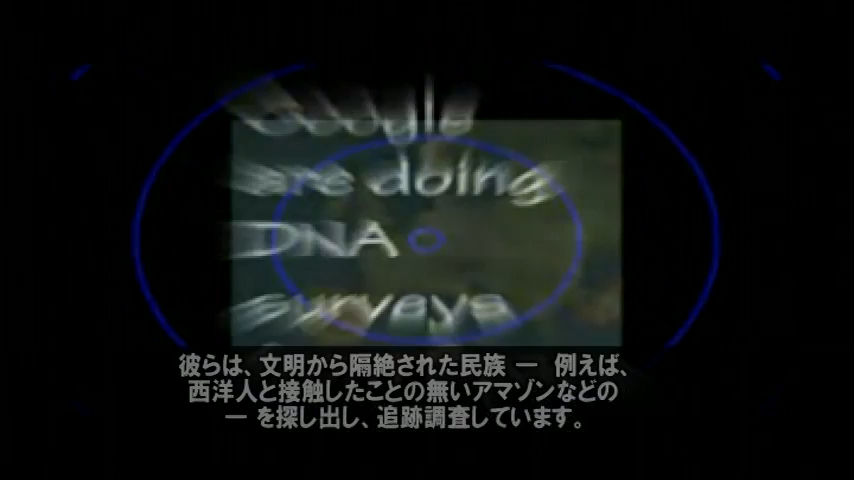 Google
are doing
DNA
surveys
彼らは、文明から隔絶された民族 ― 例えば、
西洋人と接触したことの無いアマゾンなどの
― を探し出し、追跡調査しています。